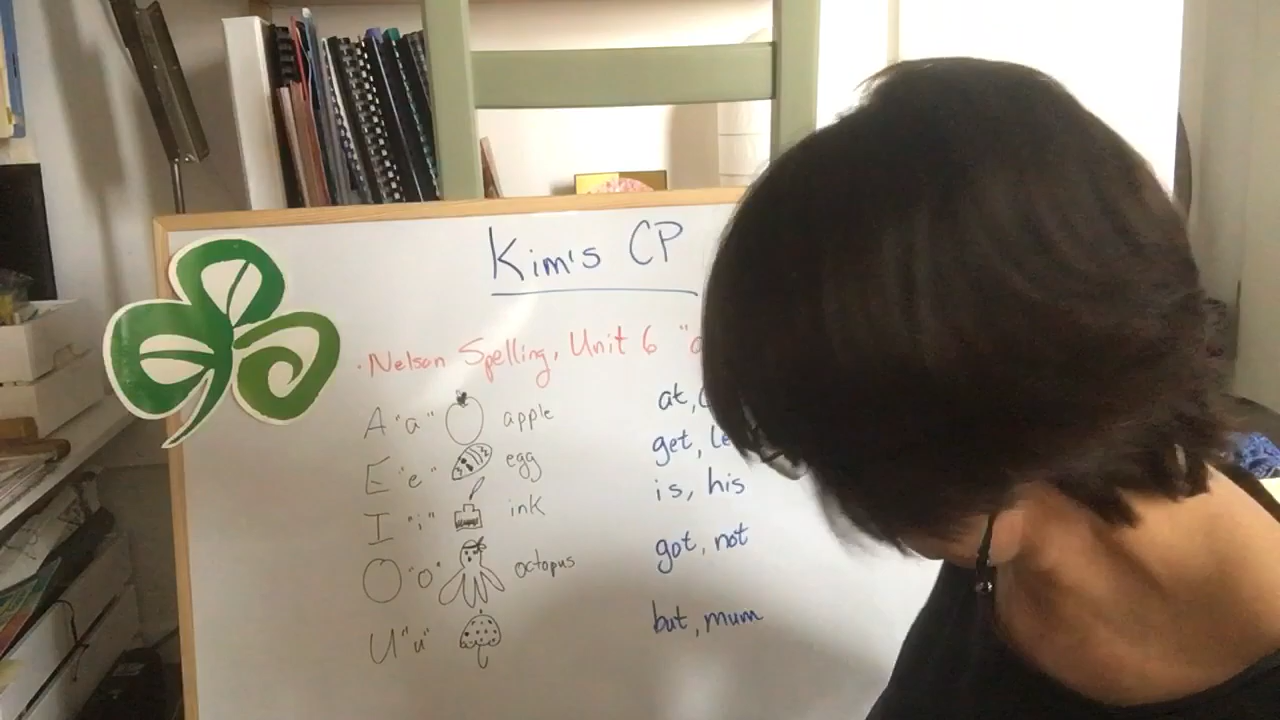 Kim's CP
·Nelson Spelling, Unit 6
A "a" apple at,
E "e" egg get,
I "i" ink is, his
O "o" octopus got, not
U "u" but, mum